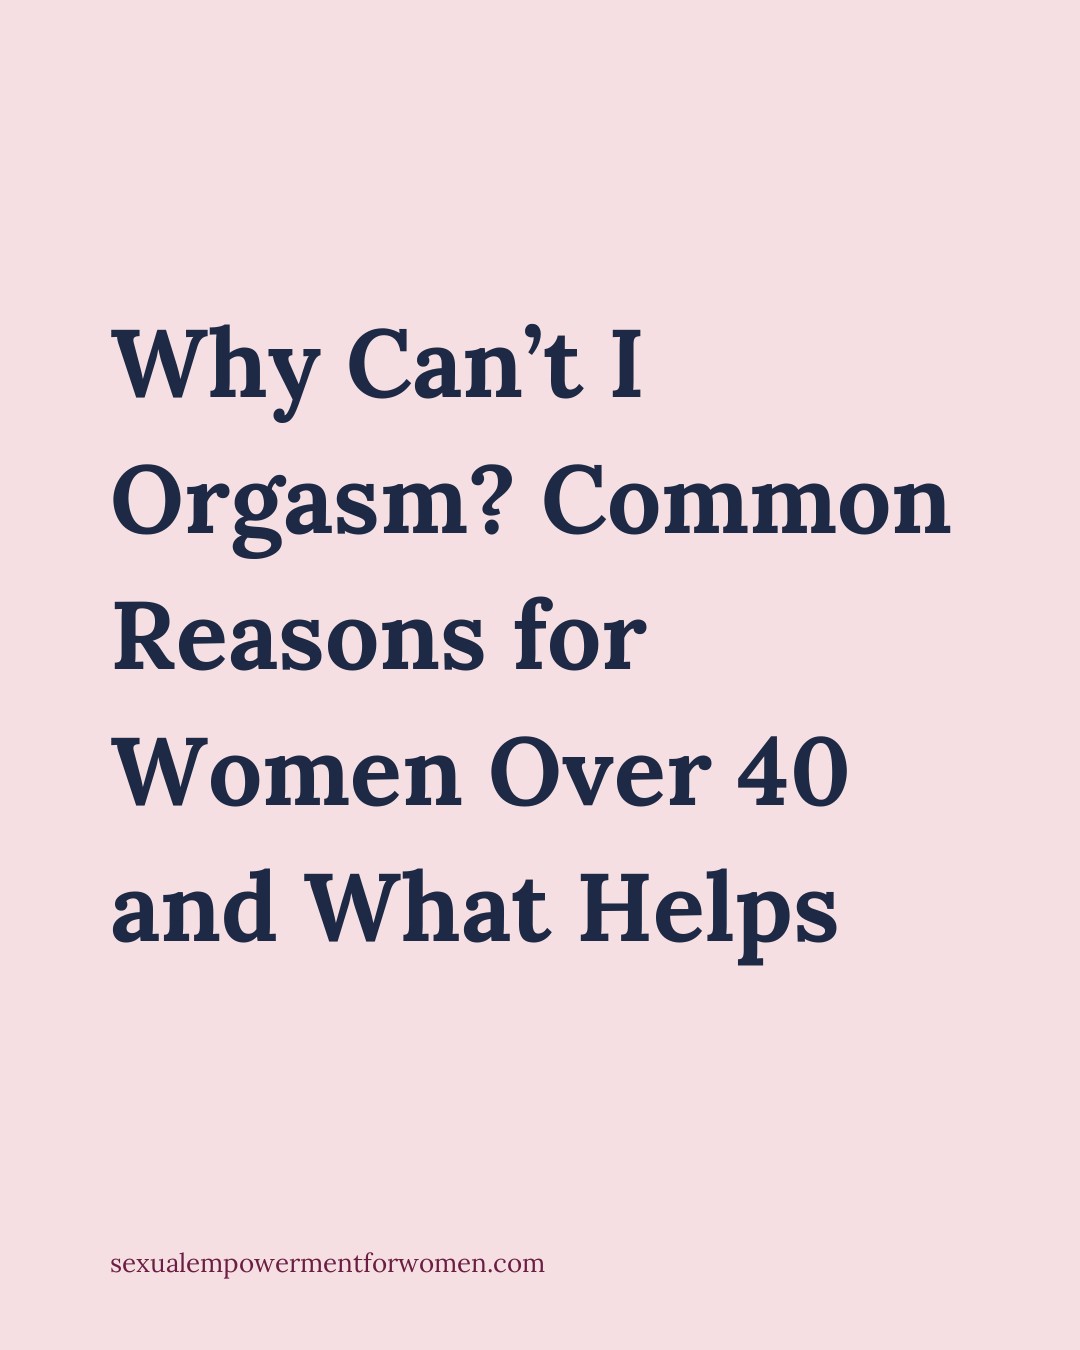 Why Can’t I
Orgasm? Common
Reasons for
Women Over 40
and What Helps
sexualempowermentforwomen.com